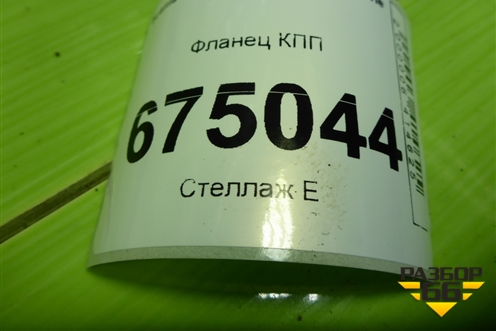 Фланец КПП
675044
Стеллаж Е
РАЗБОР
66